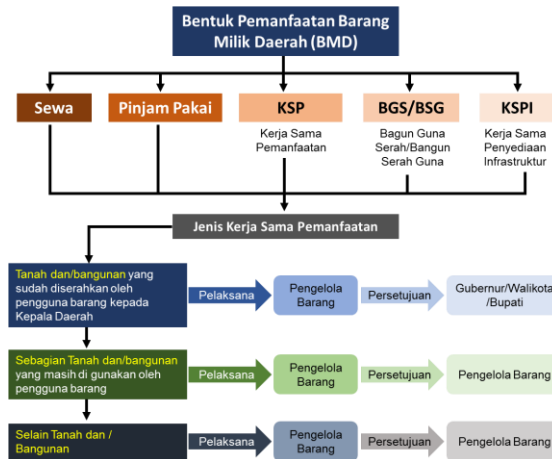 Bentuk Pemanfaatan Barang
Milik Daerah (BMD)
Sewa
Pinjam Pakai
KSP
BGS/BSG
KSPI
Kerja Sama
Pemanfaatan
Bagun Guna
Serah/Bangun
Serah Guna
Kerja Sama
Penyediaan
Infrastruktur
Jenis Kerja Sama Pemanfaatan
Tanah dan/bangunan yang
sudah diserahkan oleh
pengguna barang kepada
Kepala Daerah
Pelaksana
Pengelola
Barang
Persetujuan
Gubernur/Walikota
/Bupati
Sebagian Tanah dan/bangunan
yang masih di gunakan oleh
pengguna barang
Pelaksana
Pengelola
Barang
Persetujuan
Pengelola Barang
Selain Tanah dan /
Bangunan
Pelaksana
Pengelola
Barang
Persetujuan
Pengelola Barang